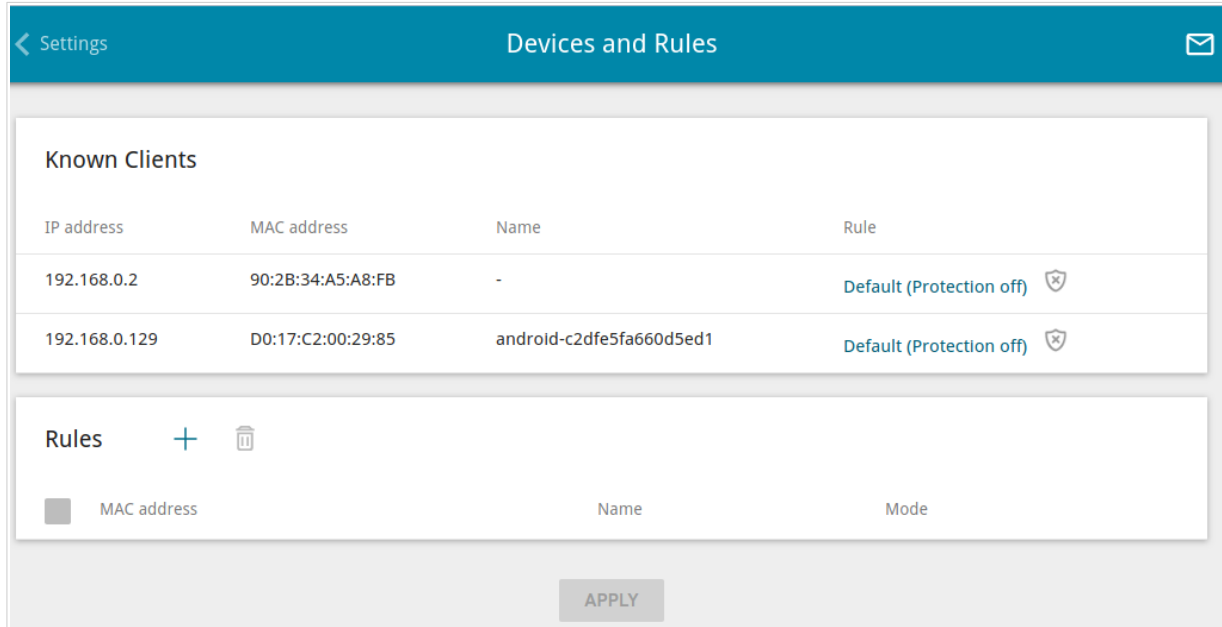 Settings Devices and Rules
Known Clients
IP address MAC address Name Rule
192.168.0.2 90:2B:34:A5:A8:FB - Default (Protection off)
192.168.0.129 D0:17:C2:00:29:85 android-c2dfe5fa660d5ed1 Default (Protection off)
Rules
MAC address Name Mode
APPLY